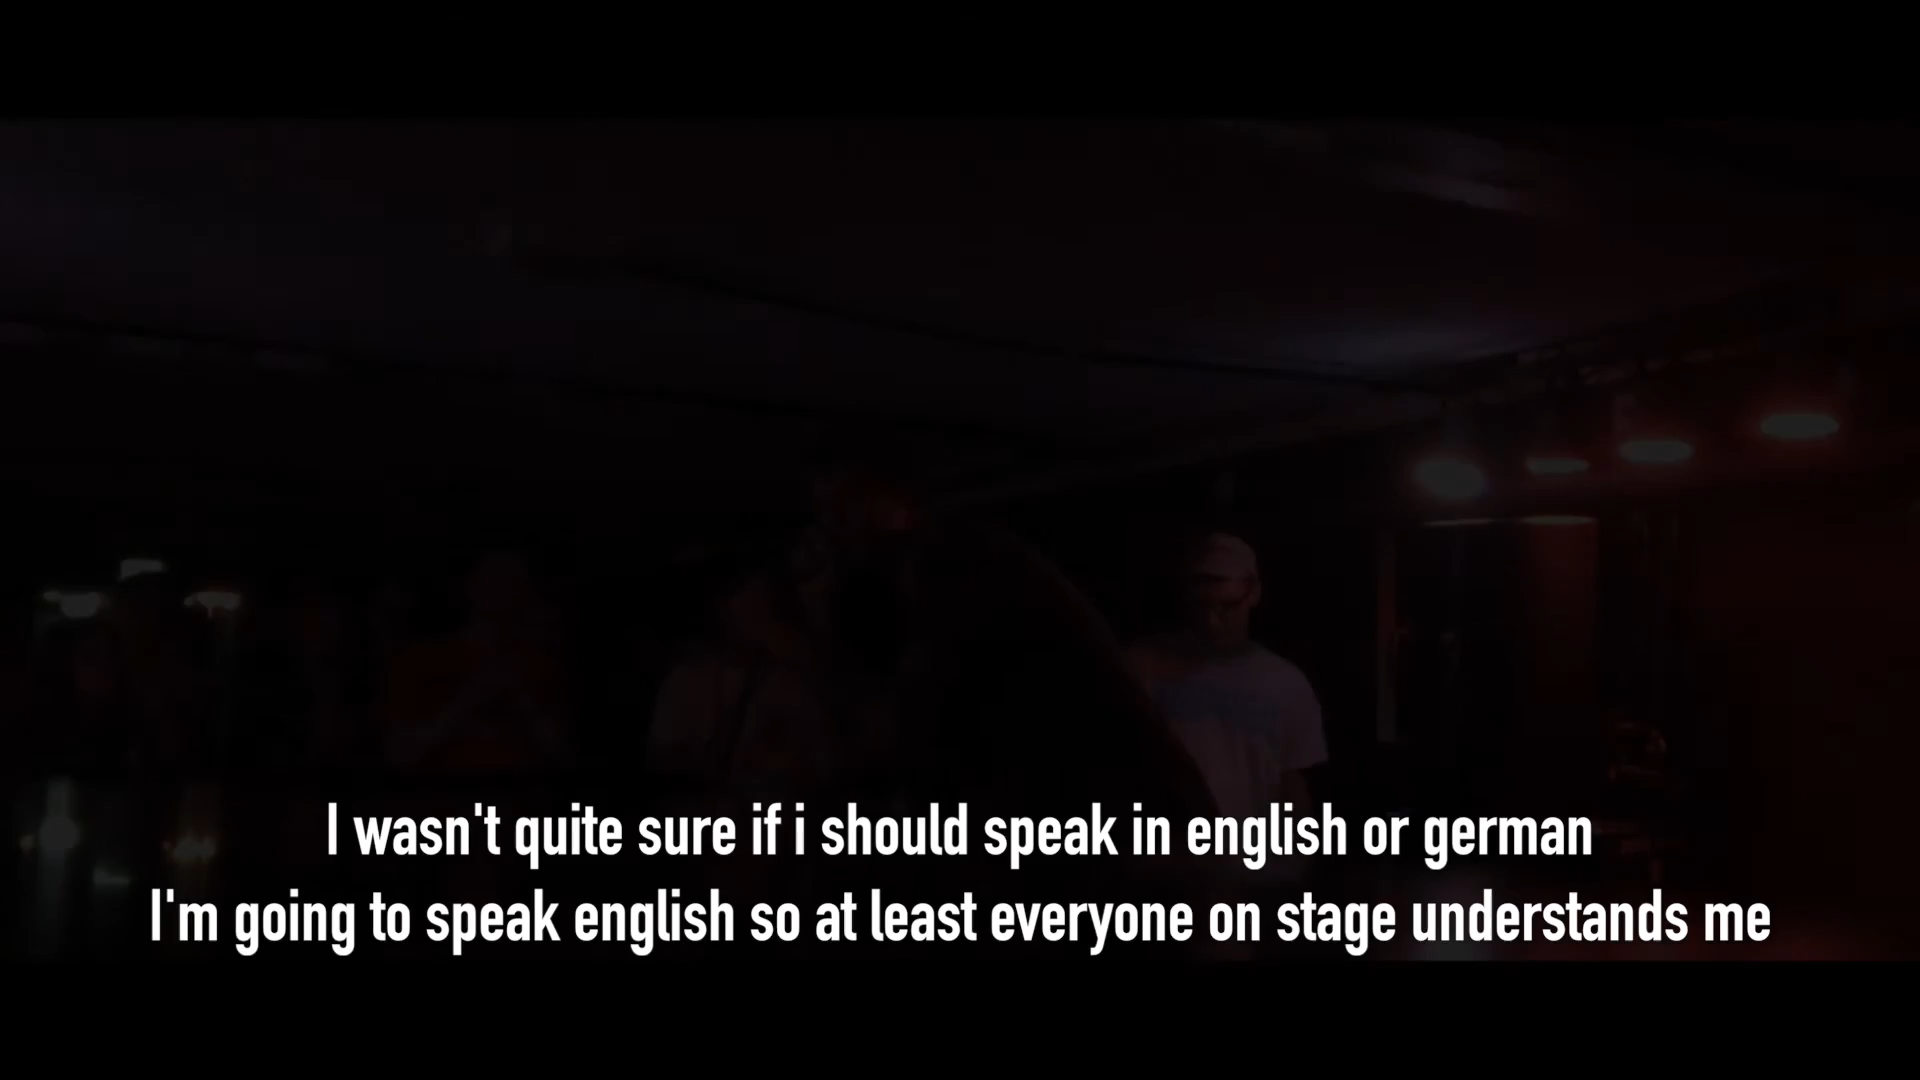 I wasn't quite sure if i should speak in english or german
I'm going to speak english so at least everyone on stage understands me